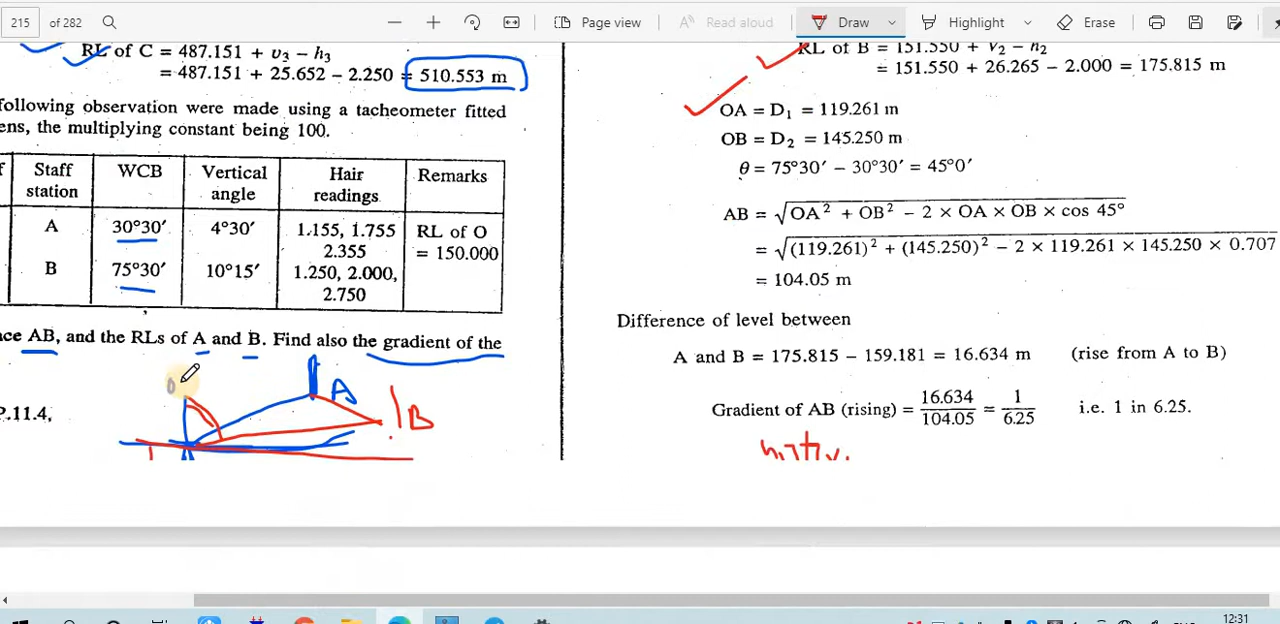 215 of 282
Page view
Read aloud
Draw
Highlight
Erase
RL of C = 487.151 + v₃ − h₃
= 487.151 + 25.652 − 2.250 = 510.553 m
following observation were made using a tacheometer fitted
ens, the multiplying constant being 100.
Staff station WCB Vertical angle Hair readings Remarks
A 30°30′ 4°30′ 1.155, 1.755 2.355 RL of O = 150.000
B 75°30′ 10°15′ 1.250, 2.000, 2.750
nce AB, and the RLs of A and B. Find also the gradient of the
A
B
P.11.4,
RL of B = 151.550 + v₂ − h₂
= 151.550 + 26.265 − 2.000 = 175.815 m
OA = D₁ = 119.261 m
OB = D₂ = 145.250 m
θ = 75°30′ − 30°30′ = 45°0′
AB = √OA² + OB² − 2 × OA × OB × cos 45°
= √(119.261)² + (145.250)² − 2 × 119.261 × 145.250 × 0.707
= 104.05 m
Difference of level between
A and B = 175.815 − 159.181 = 16.634 m (rise from A to B)
Gradient of AB (rising) = 16.634/104.05 = 1/6.25 i.e. 1 in 6.25.
12:31